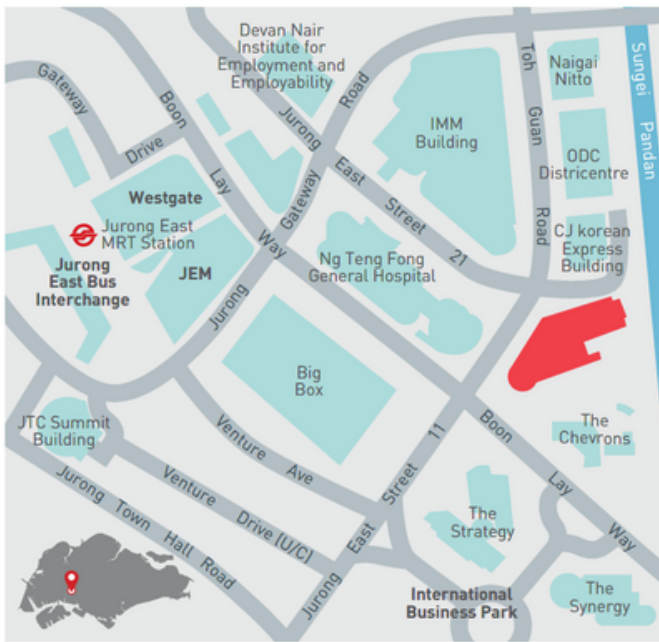 Devan Nair
Institute for
Employment and
Employability
Naigai
Nitto
Sungei Pandan
Toh Guan Road
IMM
Building
ODC
Districentre
CJ korean
Express
Building
Gateway Drive
Boon Lay Way
Jurong Gateway Road
Jurong East Street 21
Westgate
Jurong East
MRT Station
Jurong
East Bus
Interchange
JEM
Ng Teng Fong
General Hospital
Big
Box
JTC Summit
Building
Venture Ave
Venture Drive (U/C)
Jurong Town Hall Road
Jurong East Street 11
Boon Lay Way
The
Chevrons
The
Strategy
International
Business Park
The
Synergy